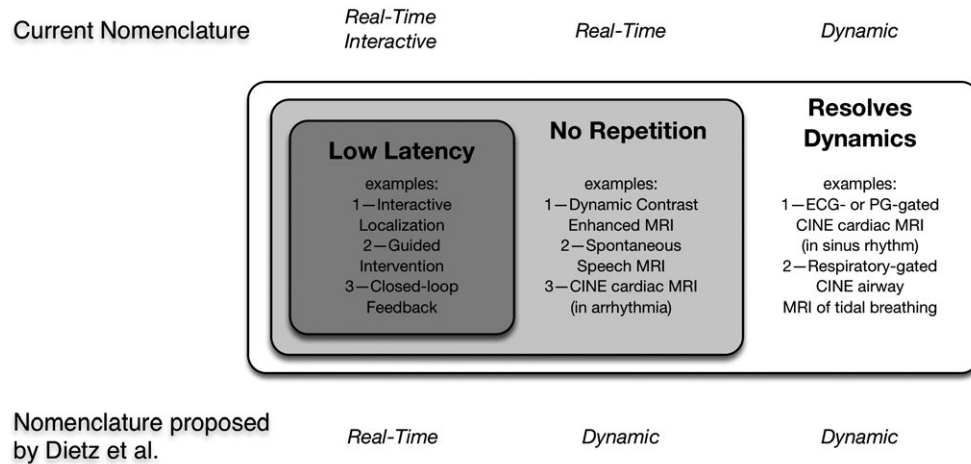 Current Nomenclature
Real-Time
Interactive
Real-Time
Dynamic
Low Latency
examples:
1—Interactive
Localization
2—Guided
Intervention
3—Closed-loop
Feedback
No Repetition
examples:
1—Dynamic Contrast
Enhanced MRI
2—Spontaneous
Speech MRI
3—CINE cardiac MRI
(in arrhythmia)
Resolves
Dynamics
examples:
1—ECG- or PG-gated
CINE cardiac MRI
(in sinus rhythm)
2—Respiratory-gated
CINE airway
MRI of tidal breathing
Nomenclature proposed
by Dietz et al.
Real-Time
Dynamic
Dynamic